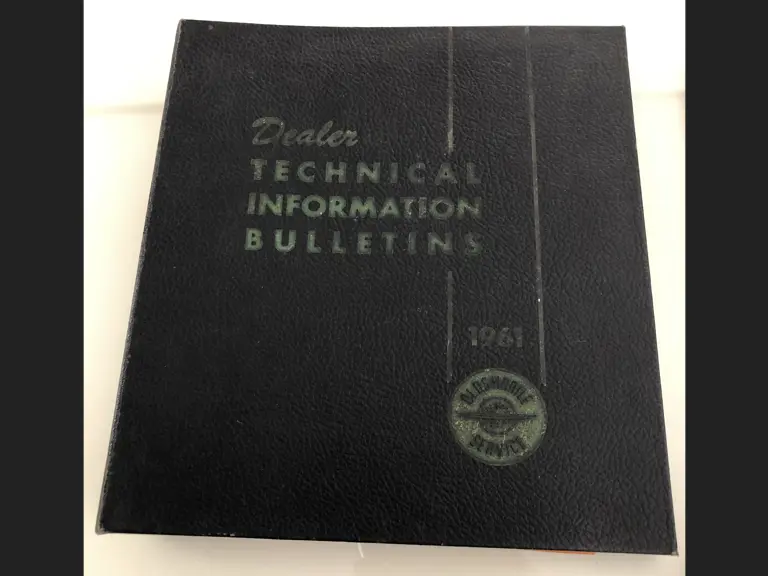 Dealer
TECHNICAL
INFORMATION
BULLETINS
1961
OLDSMOBILE
SERVICE